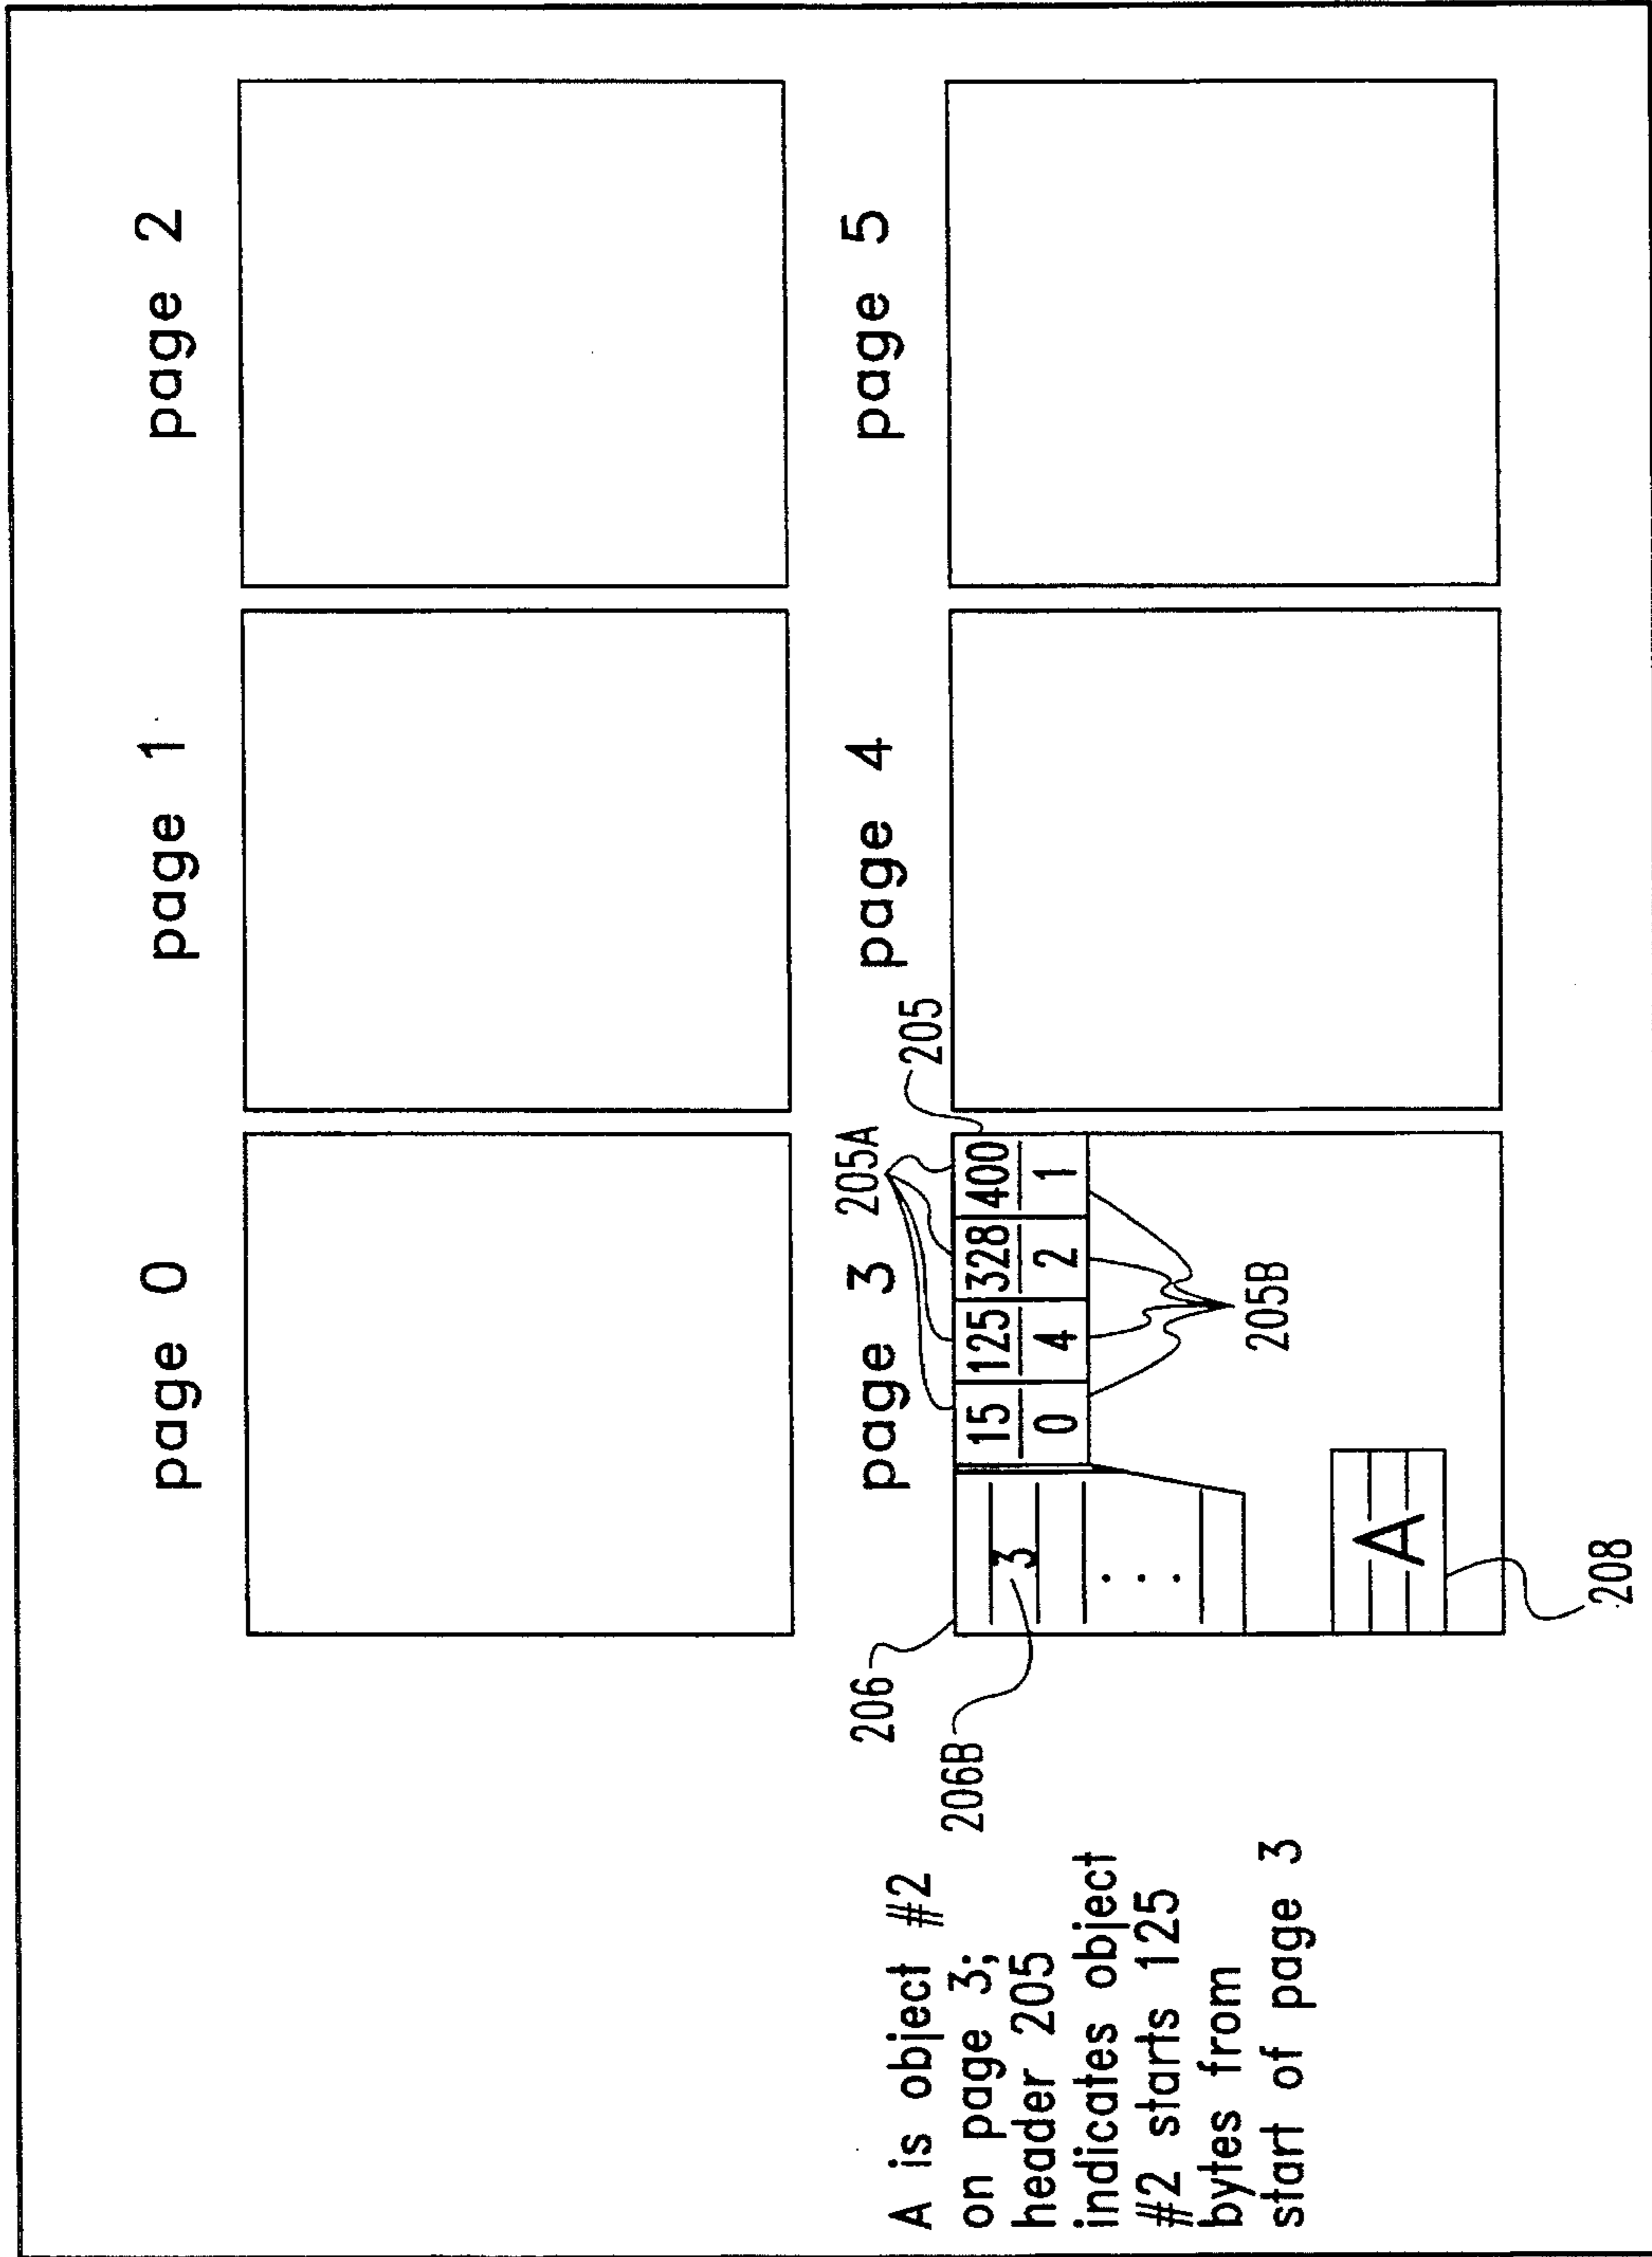 page 0
page 1
page 2
page 3
page 4
page 5
205A
205
206
206B
15 125 328 400
0 4 2 1
3
. . .
205B
A
208
A is object #2
on page 3;
header 205
indicates object
#2 starts 125
bytes from
start of page 3